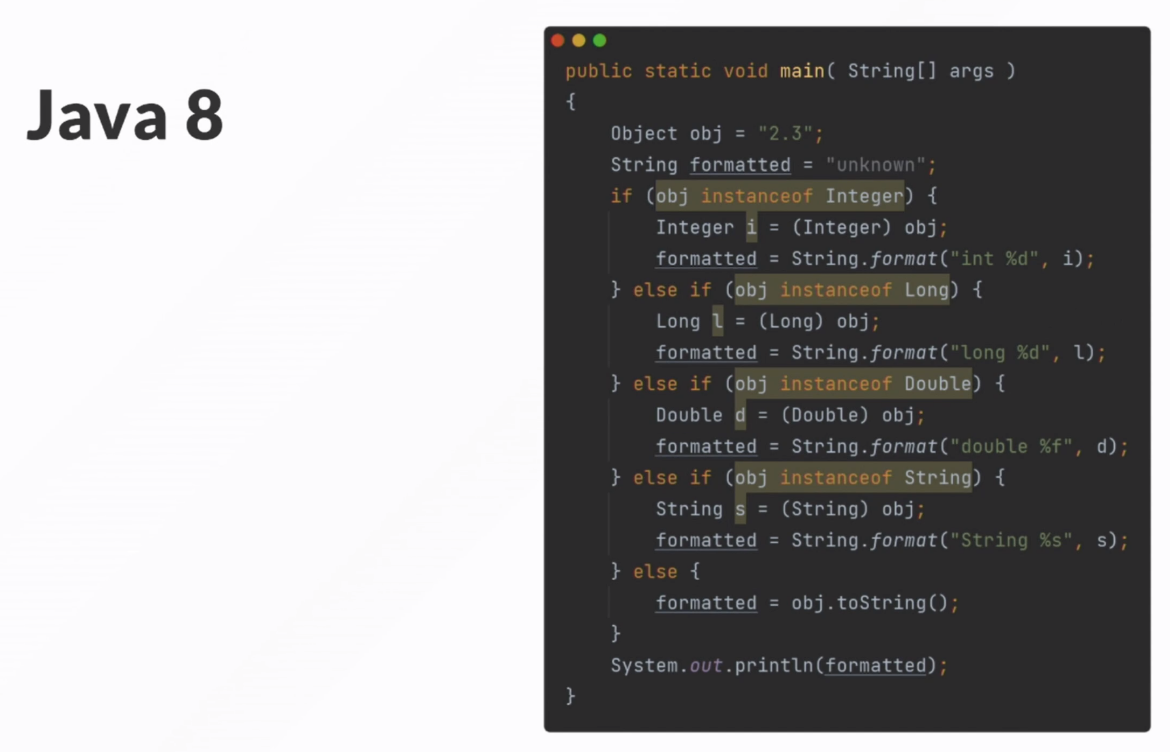 Java 8
public static void main( String[] args )
{
    Object obj = "2.3";
    String formatted = "unknown";
    if (obj instanceof Integer) {
        Integer i = (Integer) obj;
        formatted = String.format("int %d", i);
    } else if (obj instanceof Long) {
        Long l = (Long) obj;
        formatted = String.format("long %d", l);
    } else if (obj instanceof Double) {
        Double d = (Double) obj;
        formatted = String.format("double %f", d);
    } else if (obj instanceof String) {
        String s = (String) obj;
        formatted = String.format("String %s", s);
    } else {
        formatted = obj.toString();
    }
    System.out.println(formatted);
}